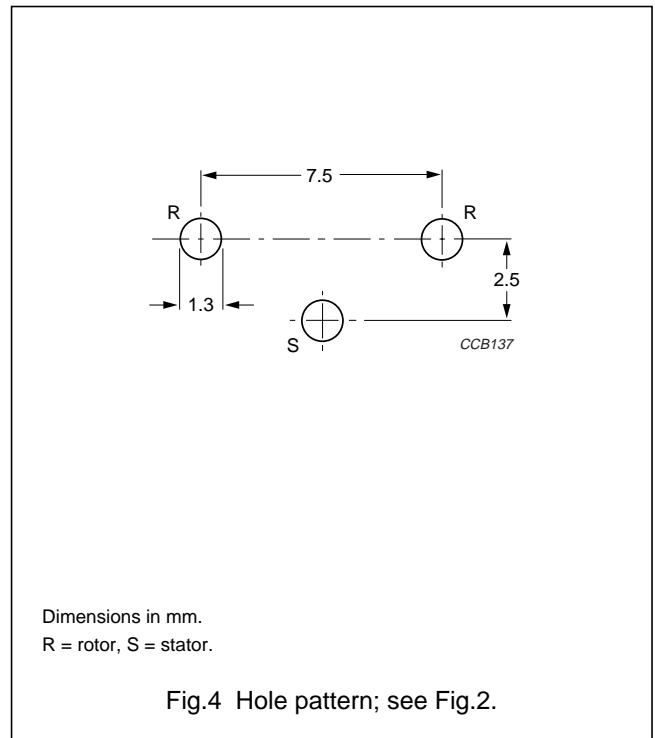 7.5
R
R
2.5
1.3
S
CCB137
Dimensions in mm.
R = rotor, S = stator.
Fig.4 Hole pattern; see Fig.2.